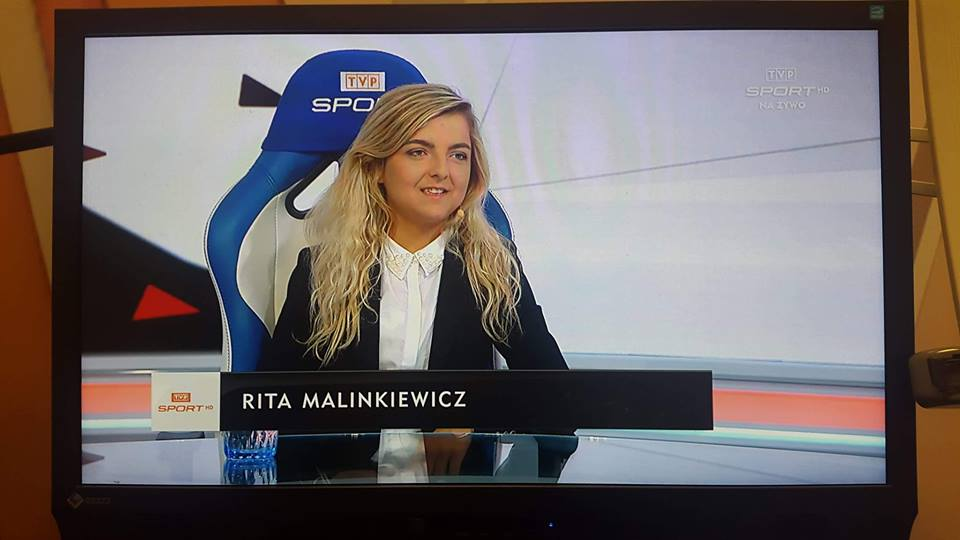 TVP
SPORT
TVP
SPORT HD
NA ŻYWO
TVP
SPORT HD
RITA MALINKIEWICZ